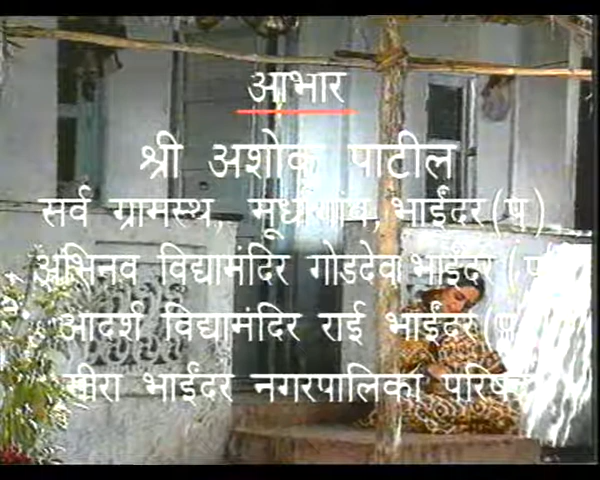 आभार
श्री अशोक पाटील
सर्व ग्रामस्थ, मूर्धागांव, भाईंदर(प)
अभिनव विद्यामंदिर गोडदेव भाईंदर (पू)
आदर्श विद्यामंदिर राई भाईंदर(प)
मीरा भाईंदर नगरपालिका परिषद